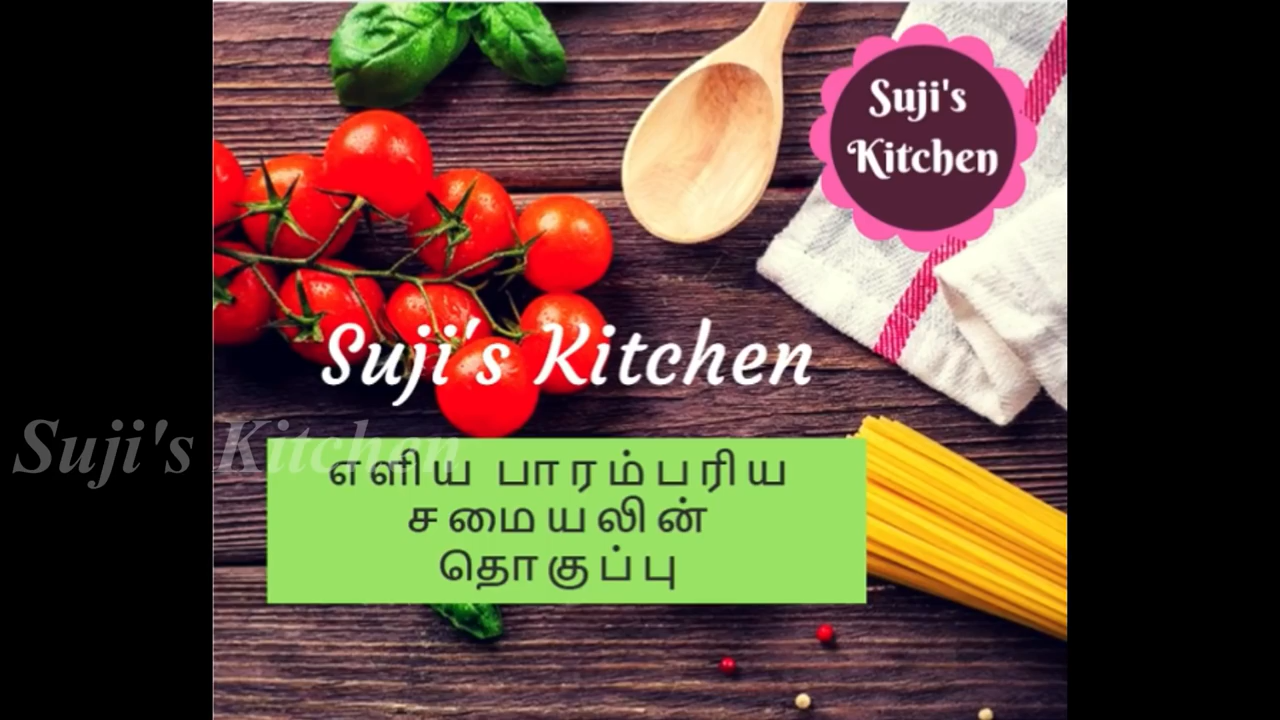 Suji's
Kitchen
Suji's Kitchen
Suji's Kitchen
எளிய பாரம்பரிய
சமையலின்
தொகுப்பு